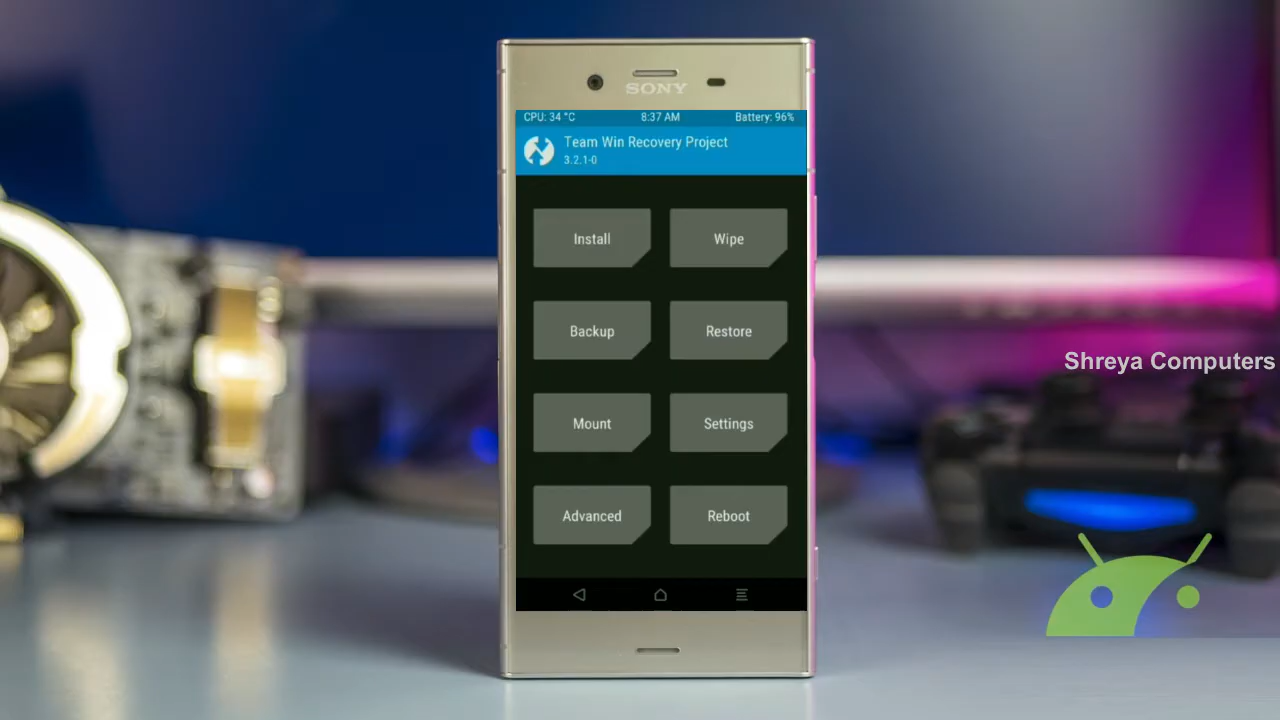 SONY
CPU: 34 °C 8:37 AM Battery: 96%
Team Win Recovery Project
3.2.1-0
Install Wipe
Backup Restore
Mount Settings
Advanced Reboot
Shreya Computers